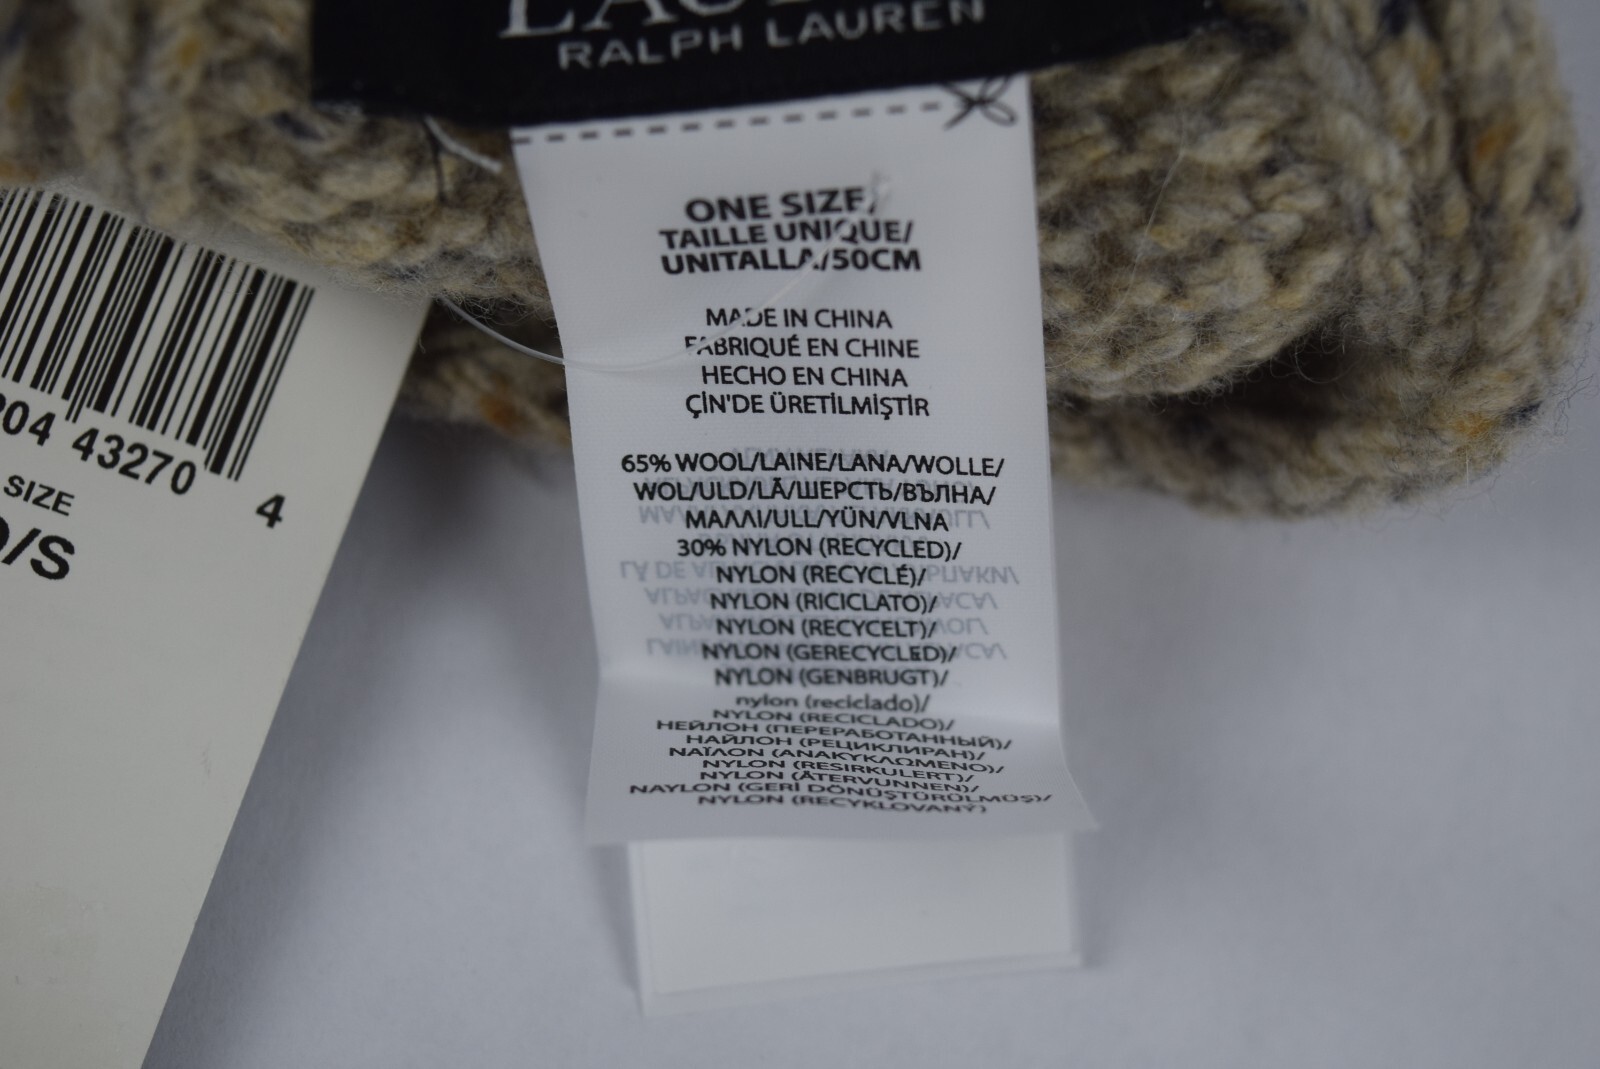 RALPH LAUREN
ONE SIZE/
TAILLE UNIQUE/
UNITALLA/50CM
MADE IN CHINA
FABRIQUÉ EN CHINE
HECHO EN CHINA
ÇİN'DE ÜRETİLMİŞTİR
65% WOOL/LAINE/LANA/WOLLE/
WOL/ULD/LÃ/ШЕРСТЬ/ВЪЛНА/
ΜΑΛΛΙ/ULL/YÜN/VLNA
30% NYLON (RECYCLED)/
NYLON (RECYCLÉ)/
NYLON (RICICLATO)/
NYLON (RECYCELT)/
NYLON (GERECYCLED)/
NYLON (GENBRUGT)/
nylon (reciclado)/
NYLON (RECICLADO)/
НЕЙЛОН (ПЕРЕРАБОТАННЫЙ)/
НАЙЛОН (РЕЦИКЛИРАН)/
ΝΑΪΛΟΝ (ΑΝΑΚΥΚΛΩΜΕΝΟ)/
NYLON (RESIRKULERT)/
NYLON (ÅTERVUNNEN)/
NAYLON (GERİ DÖNÜŞTÜRÜLMÜŞ)/
NYLON (RECYKLOVANÝ)
04 43270 4
SIZE
/S